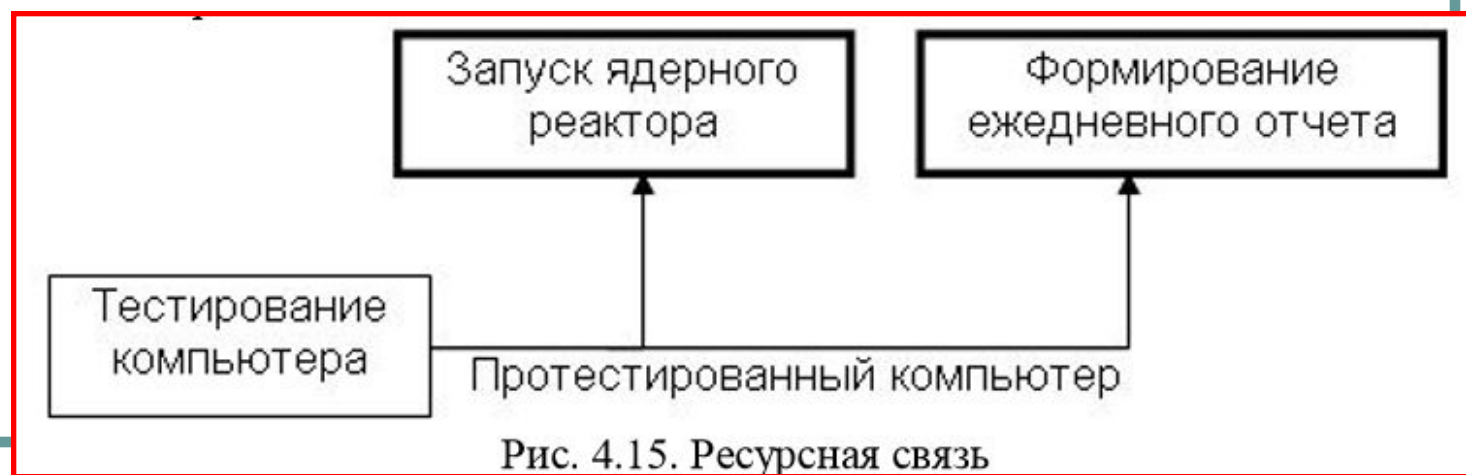 Запуск ядерного
реактора
Формирование
ежедневного отчета
Тестирование
компьютера
Протестированный компьютер
Рис. 4.15. Ресурсная связь